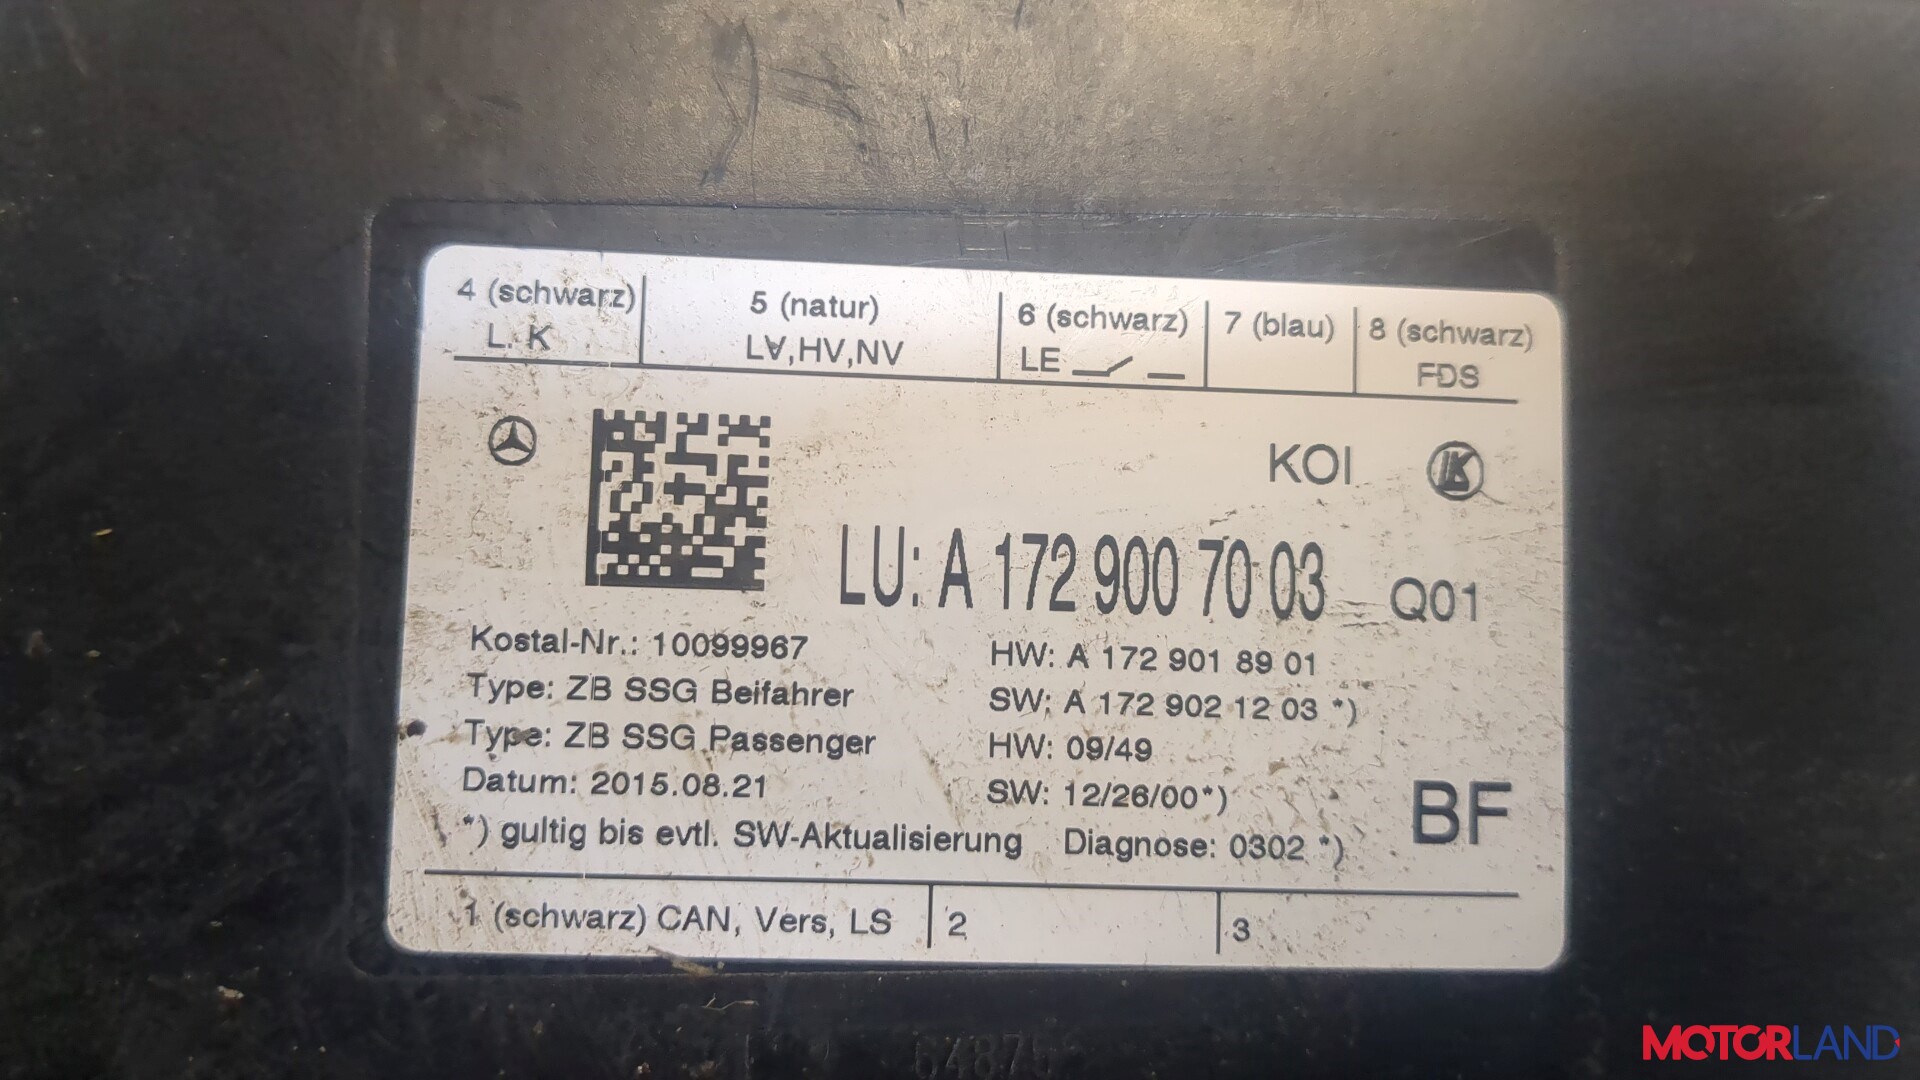 4 (schwarz) 5 (natur) 6 (schwarz) 7 (blau) 8 (schwarz)
L. K LV,HV,NV LE FDS
KOI
LU: A 172 900 70 03 Q01
Kostal-Nr.: 10099967 HW: A 172 901 89 01
Type: ZB SSG Beifahrer SW: A 172 902 12 03 *)
Type: ZB SSG Passenger HW: 09/49
Datum: 2015.08.21 SW: 12/26/00*) BF
*) gultig bis evtl. SW-Aktualisierung Diagnose: 0302 *)
1 (schwarz) CAN, Vers, LS 2 3
MOTORLAND